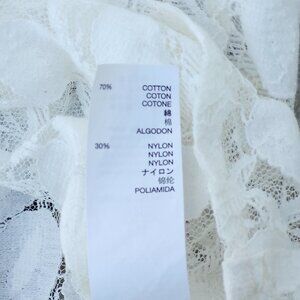 70% COTTON
COTON
COTONE
綿
棉
ALGODON
30% NYLON
NYLON
NYLON
ナイロン
锦纶
POLIAMIDA